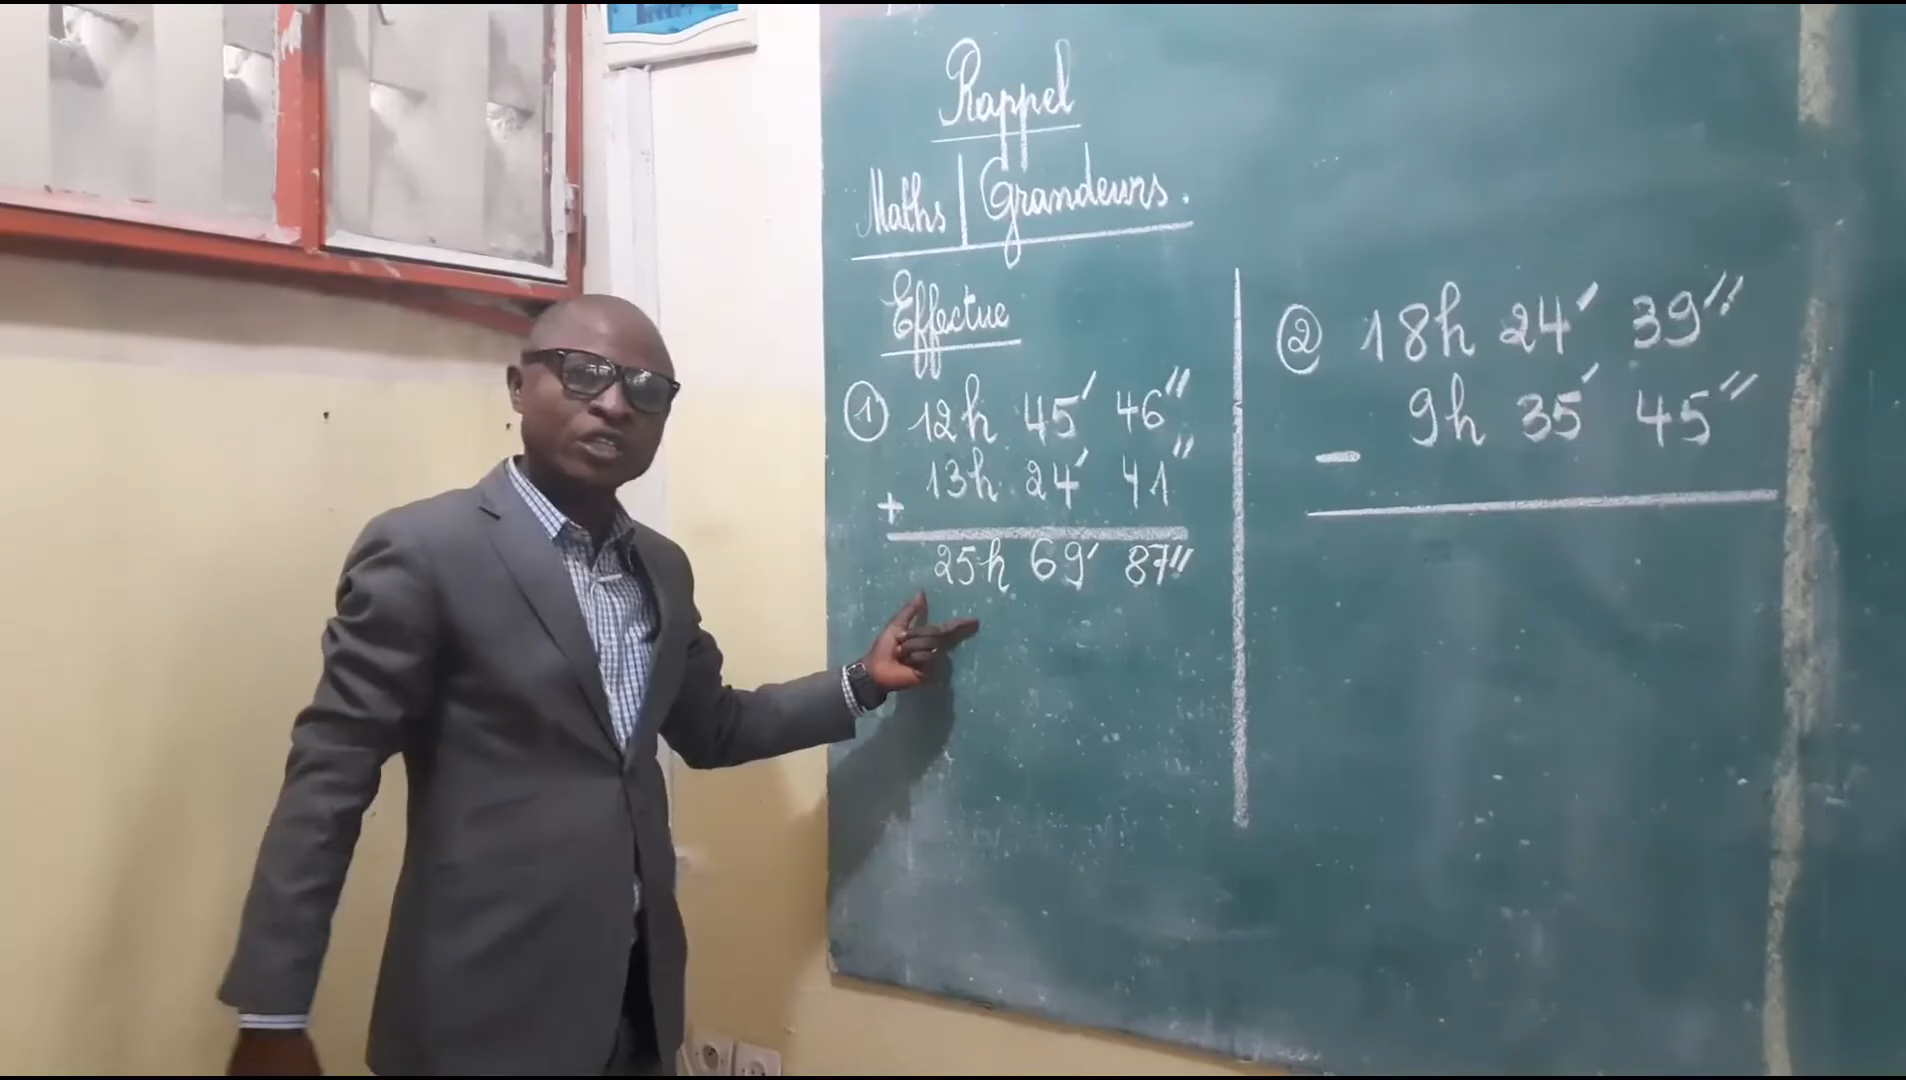 Rappel
Maths | Grandeurs.
Effectue
① 12h 45' 46"
13h 24' 41"
+
25h 69' 87"
② 18h 24' 39"
9h 35' 45"
-